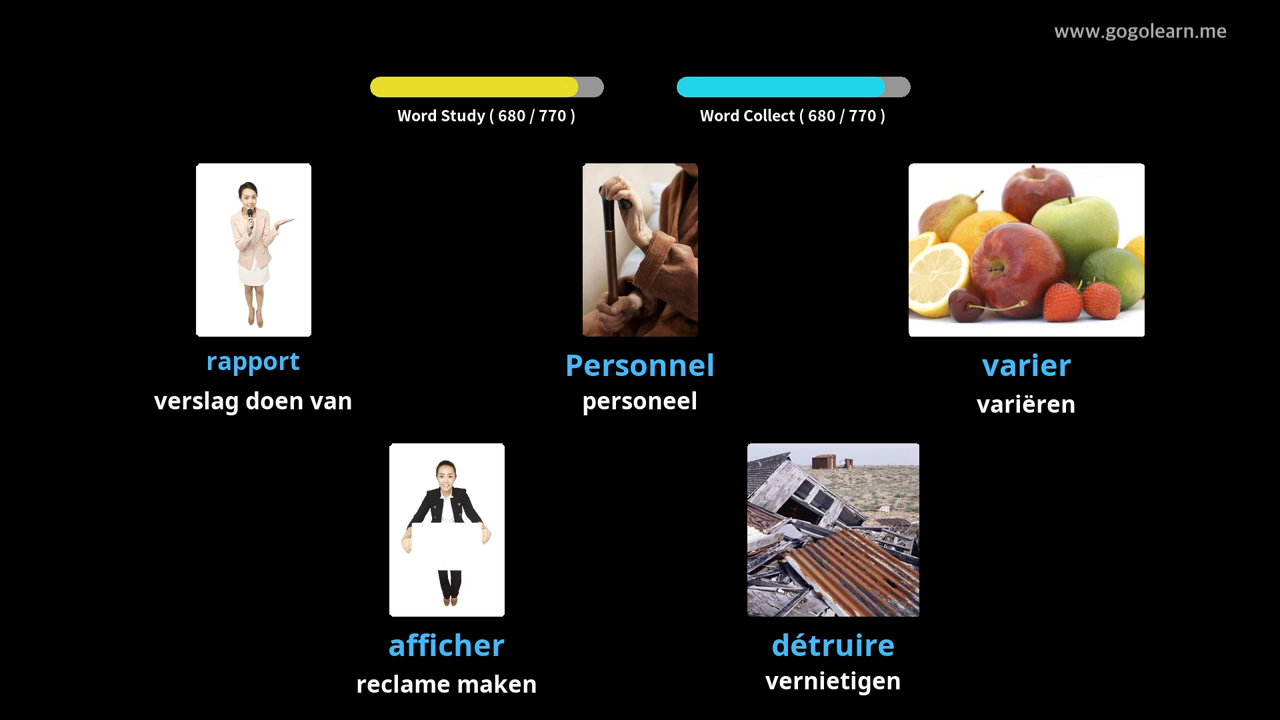 www.gogolearn.me
Word Study ( 680 / 770 )
Word Collect ( 680 / 770 )
rapport
verslag doen van
Personnel
personeel
varier
variëren
afficher
reclame maken
détruire
vernietigen